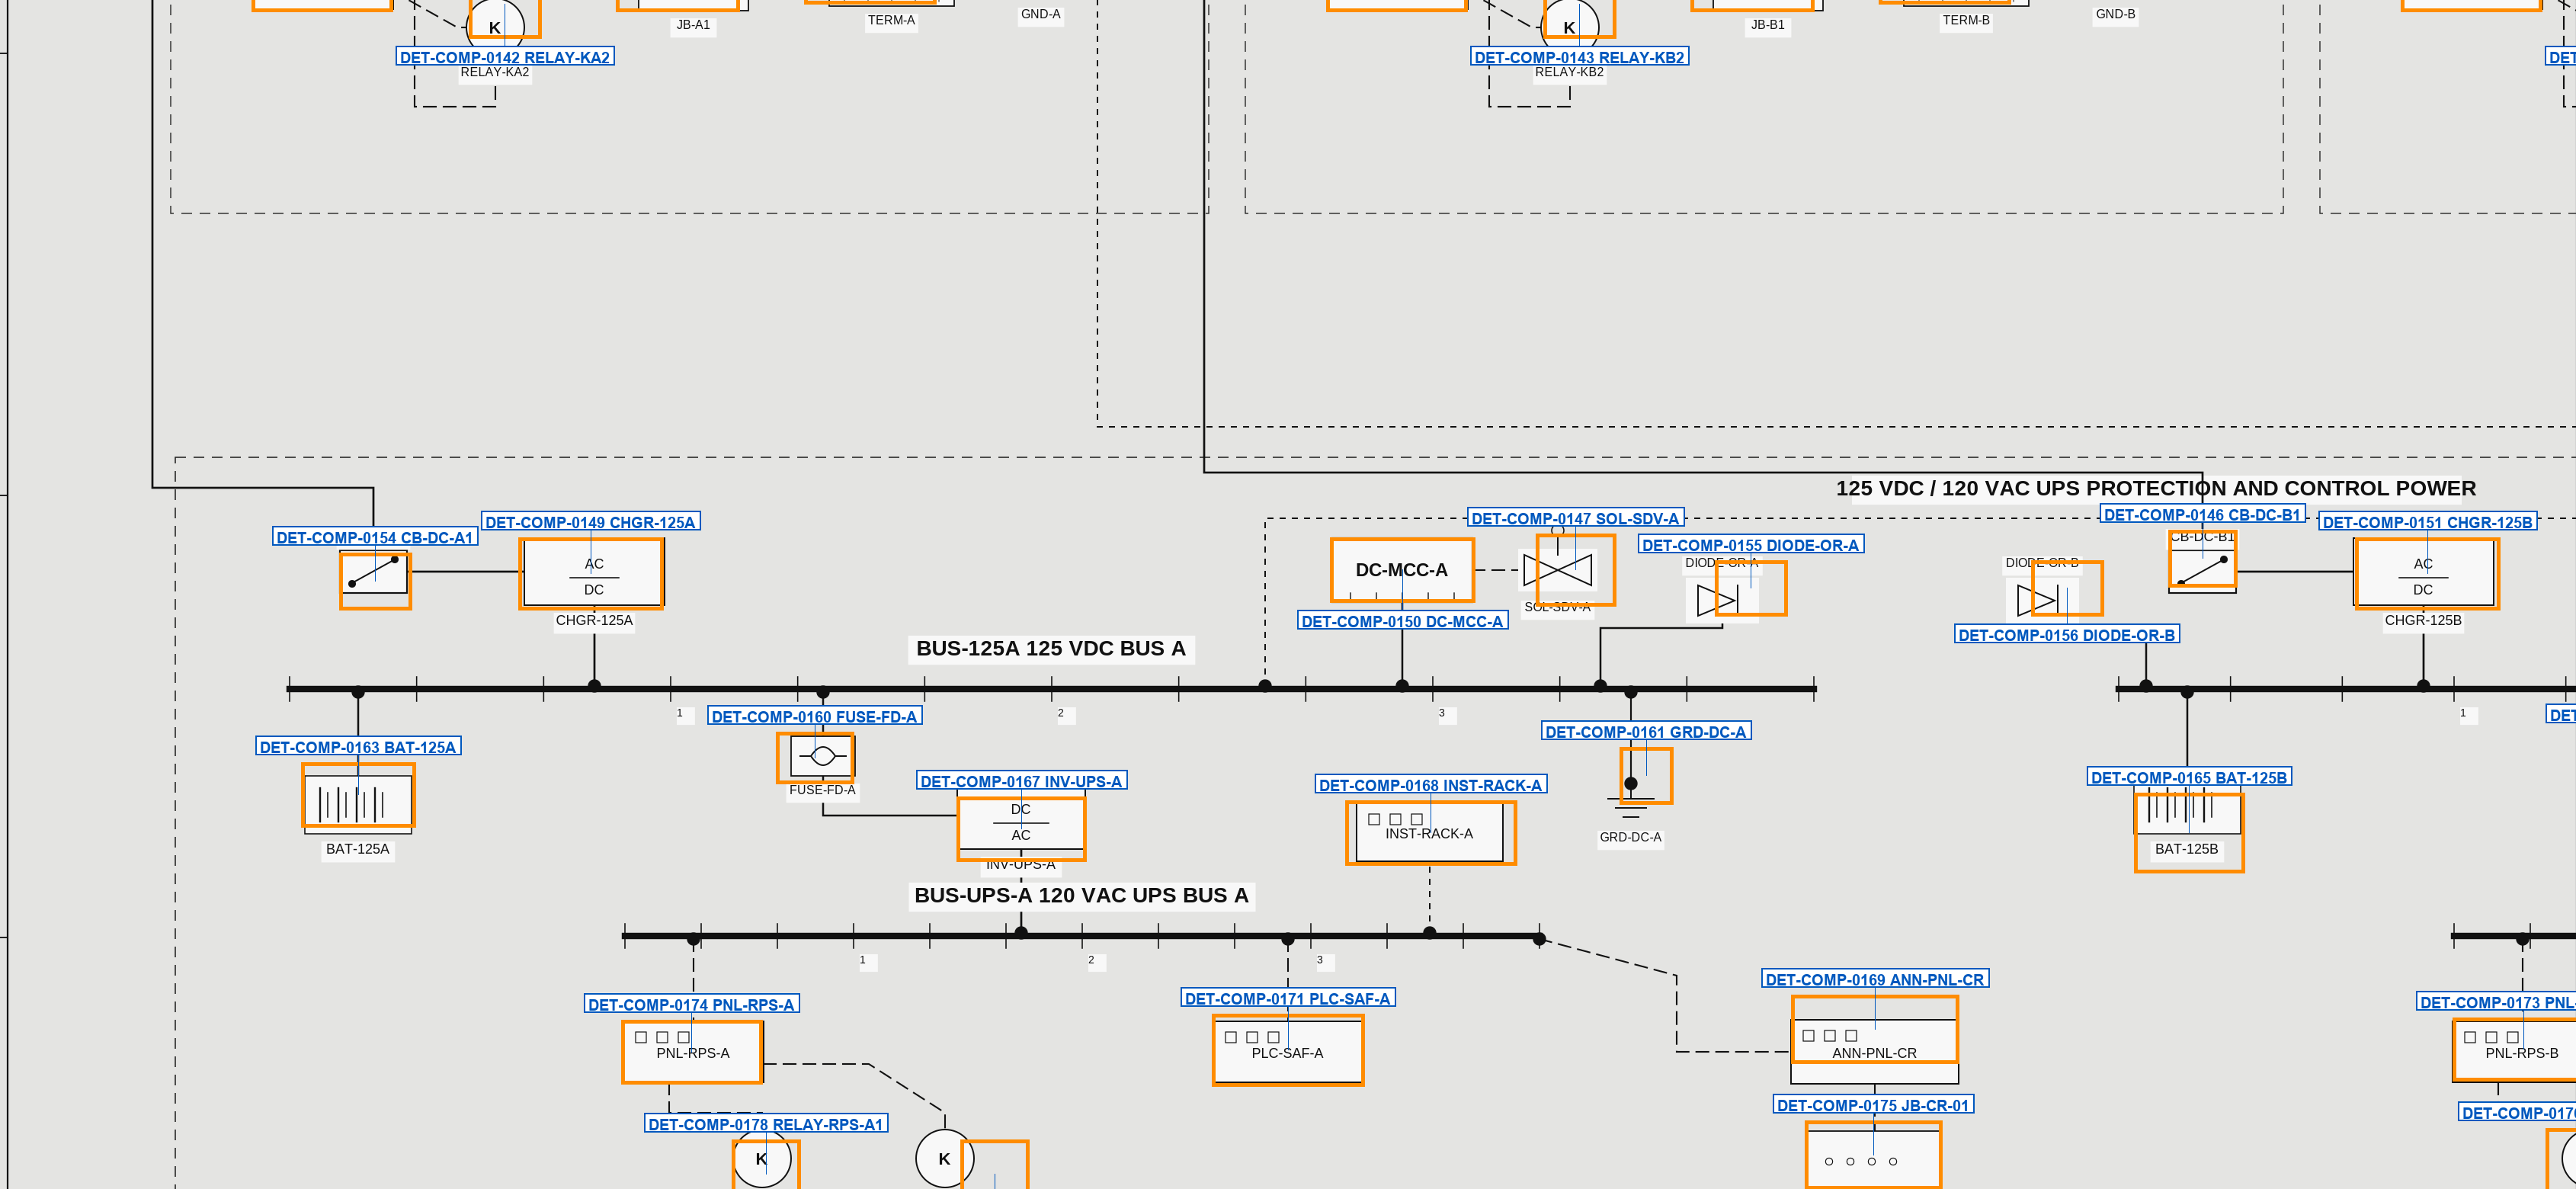 K
JB-A1
TERM-A
GND-A
K
JB-B1
TERM-B
GND-B
DET-COMP-0142 RELAY-KA2
RELAY-KA2
DET-COMP-0143 RELAY-KB2
RELAY-KB2
DET
125 VDC / 120 VAC UPS PROTECTION AND CONTROL POWER
DET-COMP-0154 CB-DC-A1
DET-COMP-0149 CHGR-125A
DET-COMP-0147 SOL-SDV-A
DET-COMP-0155 DIODE-OR-A
DET-COMP-0146 CB-DC-B1
DET-COMP-0151 CHGR-125B
CB-DC-B1
AC
DC
DC-MCC-A
DIODE-OR-A
DIODE-OR-B
AC
DC
CHGR-125A
DET-COMP-0150 DC-MCC-A
SOL-SDV-A
DET-COMP-0156 DIODE-OR-B
CHGR-125B
BUS-125A 125 VDC BUS A
1
2
3
1
DET-COMP-0160 FUSE-FD-A
DET-COMP-0161 GRD-DC-A
DET
DET-COMP-0163 BAT-125A
FUSE-FD-A
DET-COMP-0167 INV-UPS-A
DET-COMP-0168 INST-RACK-A
DET-COMP-0165 BAT-125B
DC
AC
INST-RACK-A
GRD-DC-A
BAT-125A
BAT-125B
INV-UPS-A
BUS-UPS-A 120 VAC UPS BUS A
1
2
3
DET-COMP-0174 PNL-RPS-A
DET-COMP-0171 PLC-SAF-A
DET-COMP-0169 ANN-PNL-CR
DET-COMP-0173 PNL-
PNL-RPS-A
PLC-SAF-A
ANN-PNL-CR
PNL-RPS-B
DET-COMP-0178 RELAY-RPS-A1
DET-COMP-0175 JB-CR-01
K
K